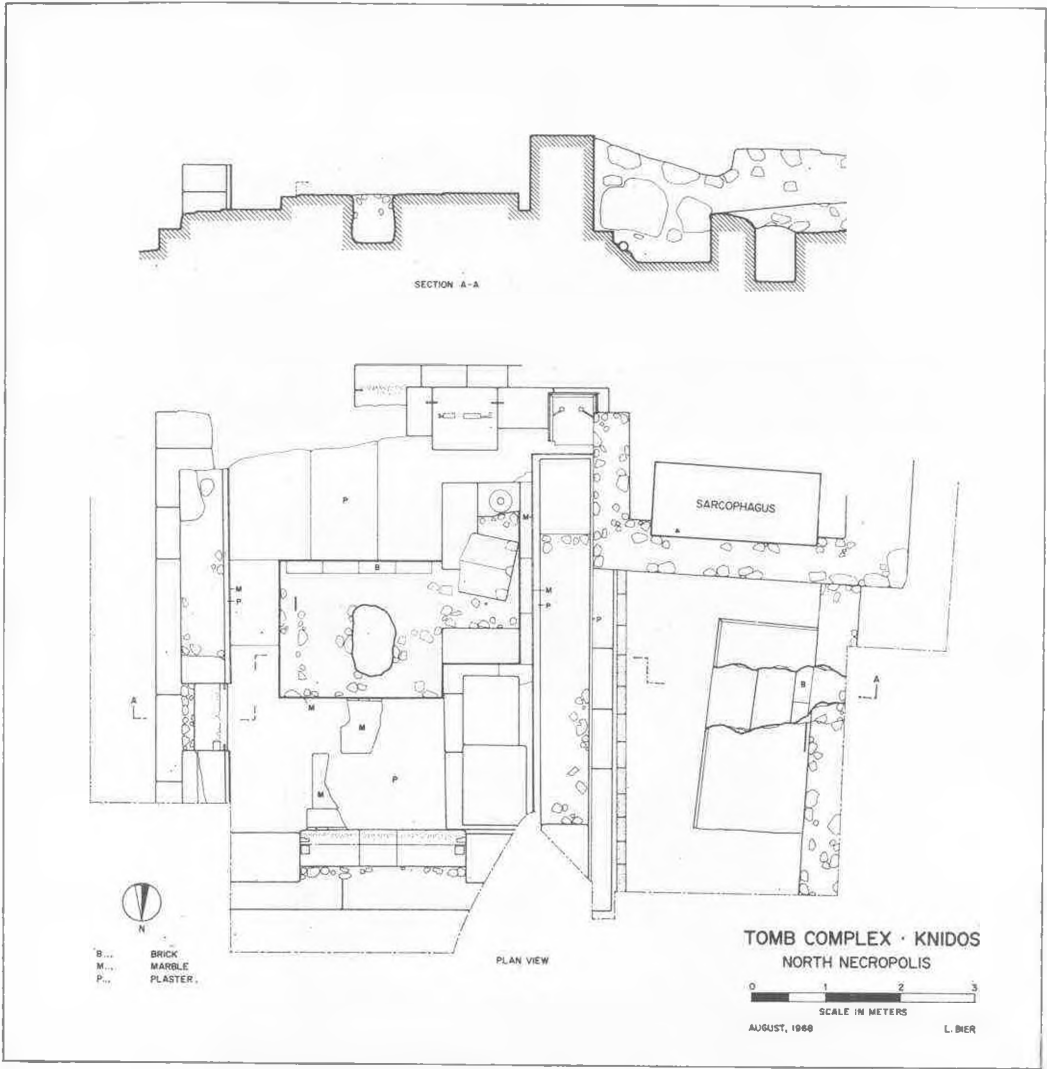 SECTION A-A
P
M
SARCOPHAGUS
B
M
P
M
P
P
A
B
A
M
M
P
M
N
B... BRICK
M... MARBLE
P... PLASTER.
PLAN VIEW
TOMB COMPLEX · KNIDOS
NORTH NECROPOLIS
0 1 2 3
SCALE IN METERS
AUGUST, 1968 L. BIER